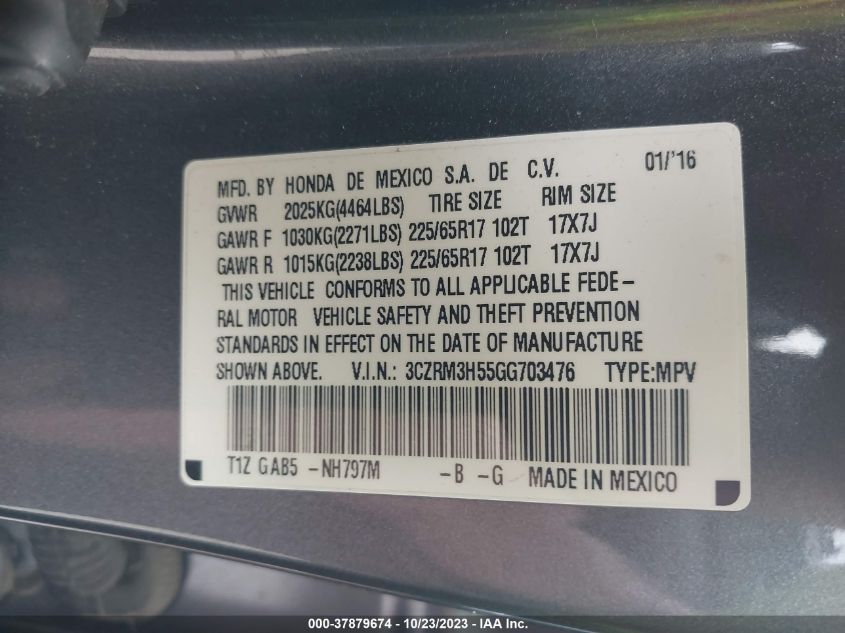 MFD. BY HONDA DE MEXICO S.A. DE C.V. 01/'16
GVWR 2025KG(4464LBS) TIRE SIZE RIM SIZE
GAWR F 1030KG(2271LBS) 225/65R17 102T 17X7J
GAWR R 1015KG(2238LBS) 225/65R17 102T 17X7J
THIS VEHICLE CONFORMS TO ALL APPLICABLE FEDE-
RAL MOTOR VEHICLE SAFETY AND THEFT PREVENTION
STANDARDS IN EFFECT ON THE DATE OF MANUFACTURE
SHOWN ABOVE. V.I.N.: 3CZRM3H55GG703476 TYPE:MPV
T1Z GAB5 -NH797M -B -G MADE IN MEXICO
000-37879674 - 10/23/2023 - IAA Inc.